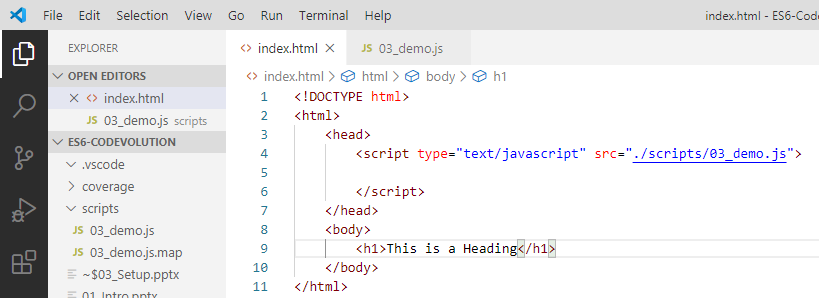 File Edit Selection View Go Run Terminal Help index.html - ES6-Code
EXPLORER
OPEN EDITORS
index.html
JS 03_demo.js scripts
ES6-CODEVOLUTION
.vscode
coverage
scripts
JS 03_demo.js
03_demo.js.map
~$03_Setup.pptx
01_Intro.pptx
index.html JS 03_demo.js
index.html > html > body > h1
1 <!DOCTYPE html>
2 <html>
3 <head>
4 <script type="text/javascript" src="./scripts/03_demo.js">
5
6 </script>
7 </head>
8 <body>
9 <h1>This is a Heading</h1>
10 </body>
11 </html>